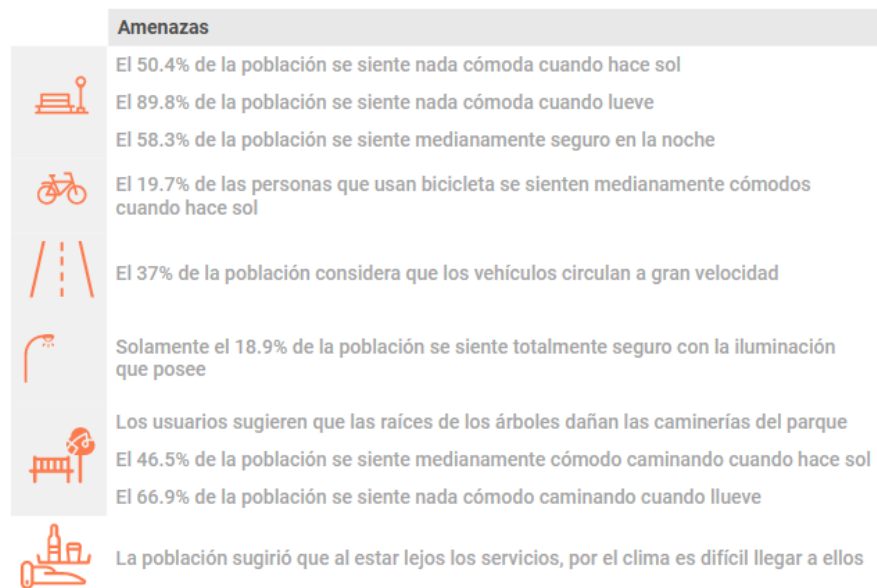 Amenazas
El 50.4% de la población se siente nada cómoda cuando hace sol
El 89.8% de la población se siente nada cómoda cuando lueve
El 58.3% de la población se siente medianamente seguro en la noche
El 19.7% de las personas que usan bicicleta se sienten medianamente cómodos
cuando hace sol
El 37% de la población considera que los vehículos circulan a gran velocidad
Solamente el 18.9% de la población se siente totalmente seguro con la iluminación
que posee
Los usuarios sugieren que las raíces de los árboles dañan las caminerías del parque
El 46.5% de la población se siente medianamente cómodo caminando cuando hace sol
El 66.9% de la población se siente nada cómodo caminando cuando llueve
La población sugirió que al estar lejos los servicios, por el clima es difícil llegar a ellos